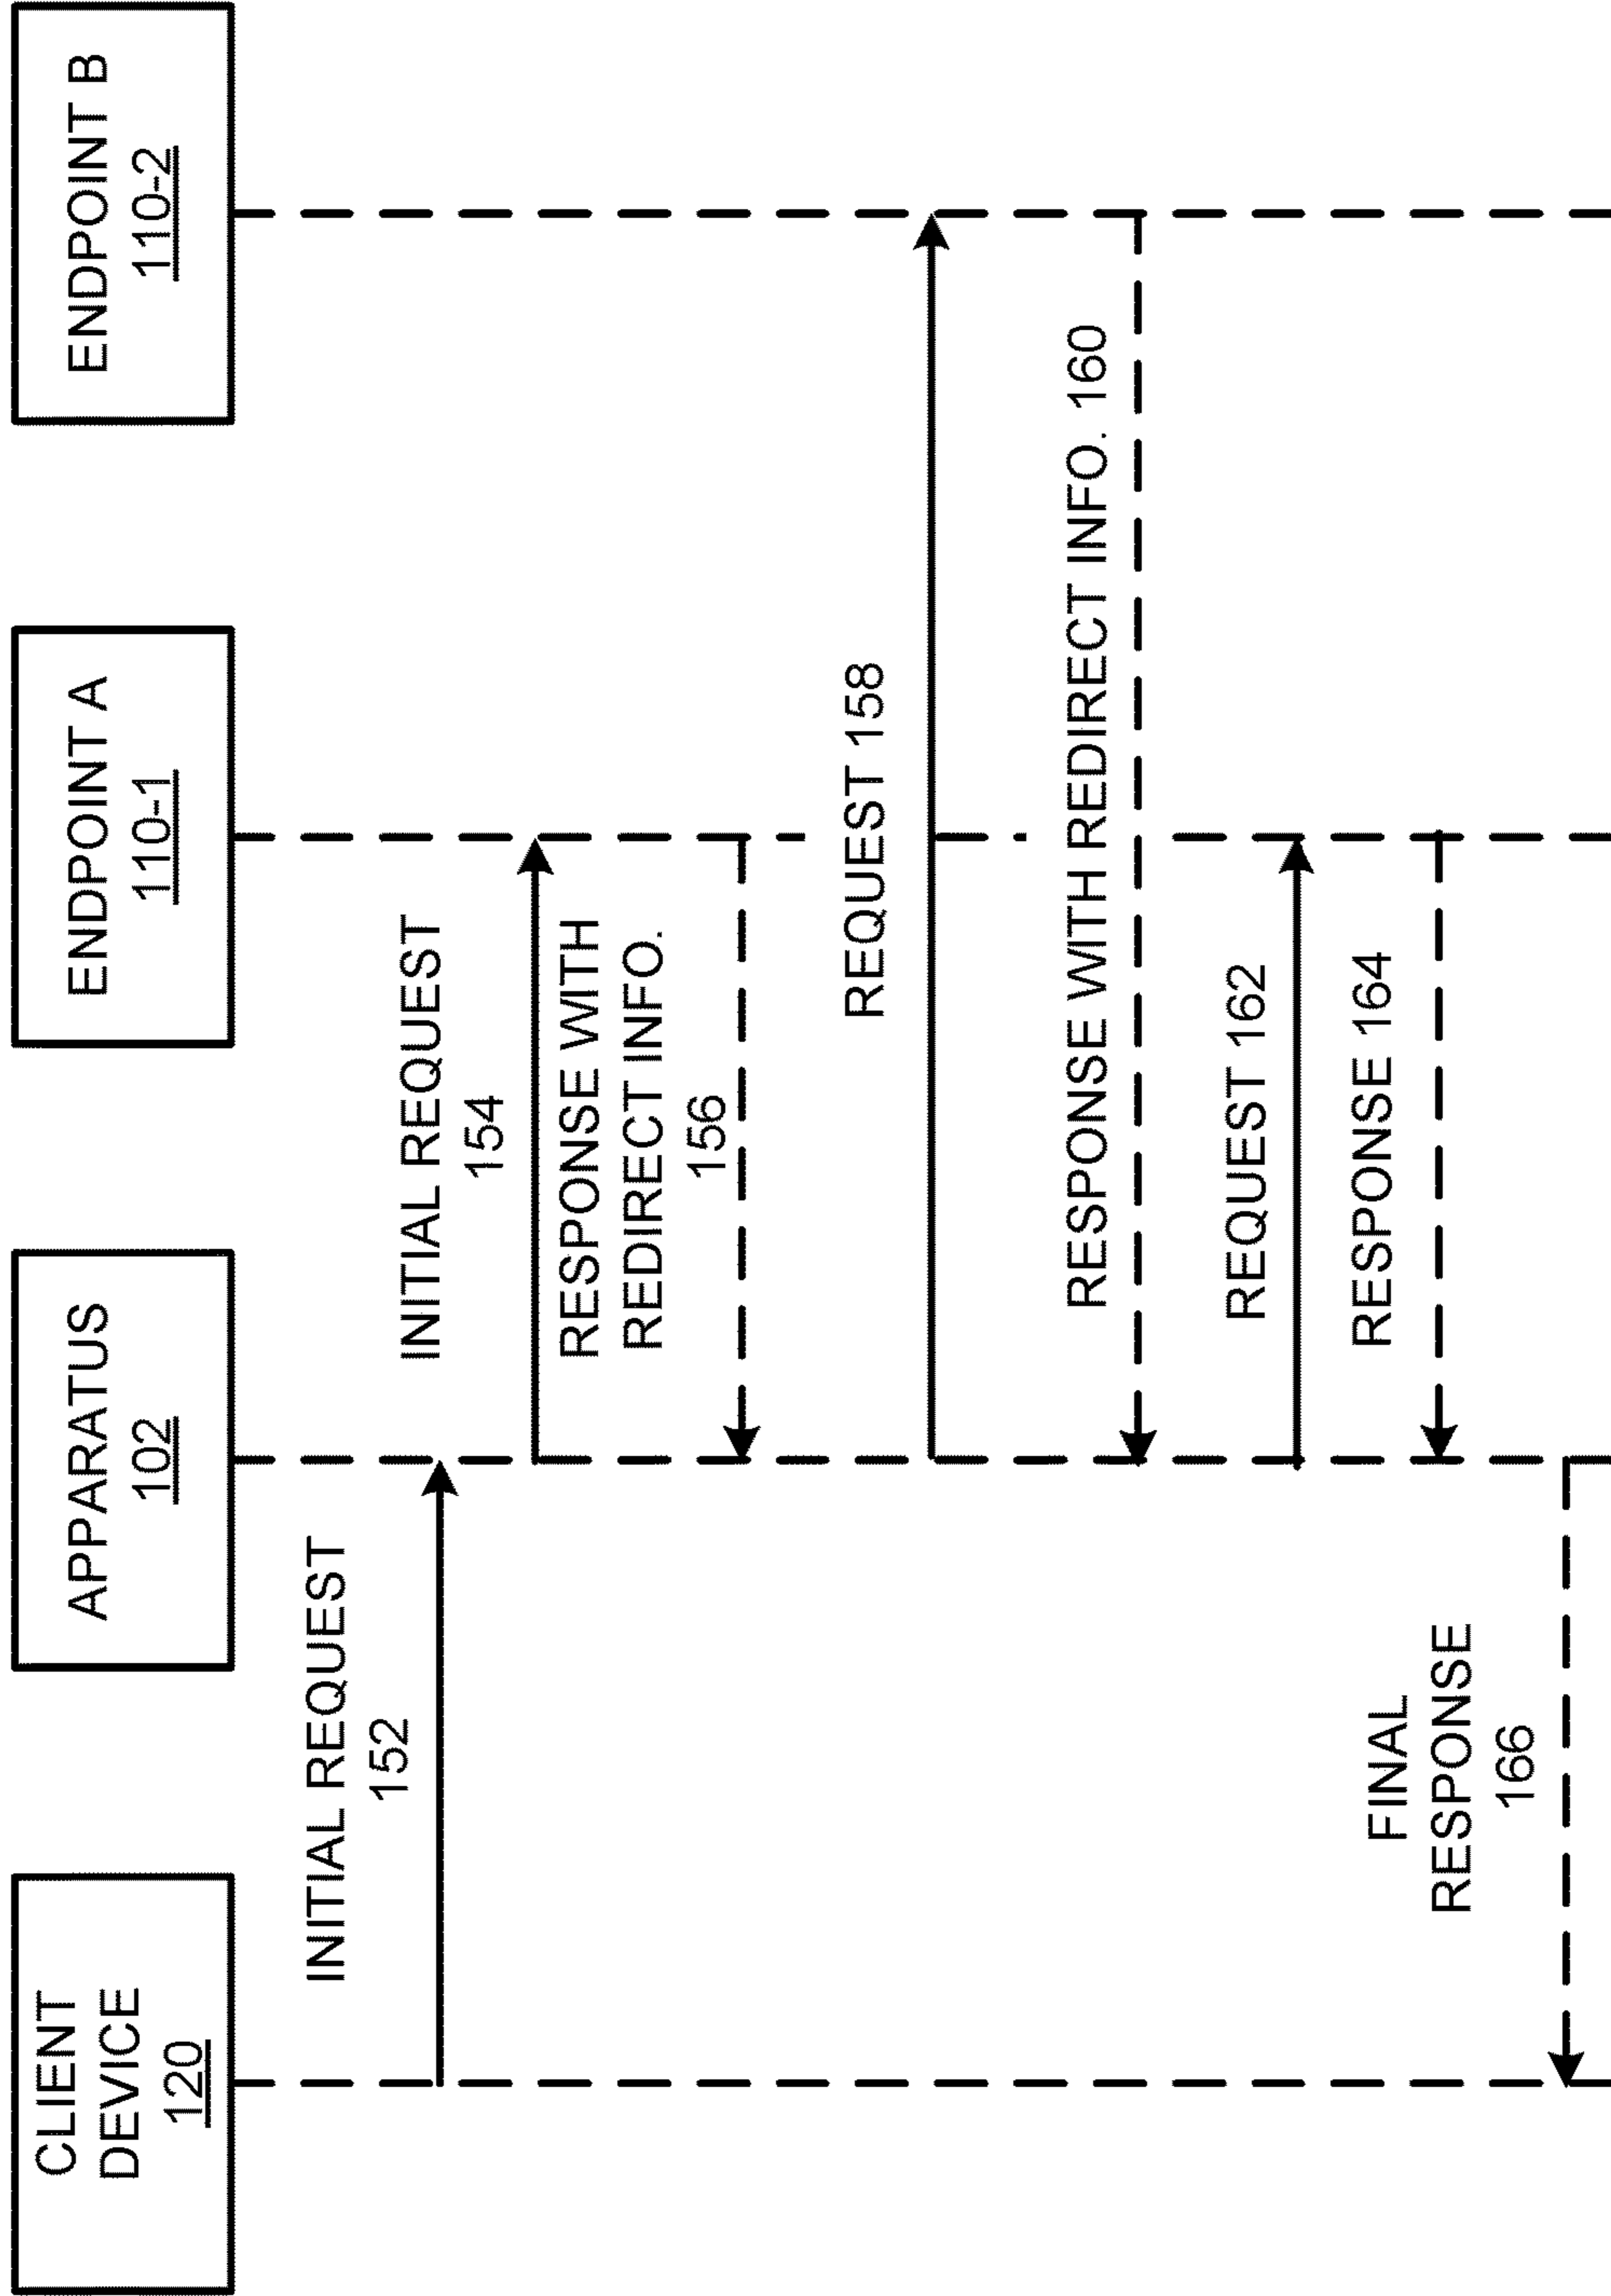 CLIENT
DEVICE
120
APPARATUS
102
ENDPOINT A
110-1
ENDPOINT B
110-2
INITIAL REQUEST
152
INITIAL REQUEST
154
RESPONSE WITH
REDIRECT INFO.
156
REQUEST 158
RESPONSE WITH REDIRECT INFO. 160
REQUEST 162
RESPONSE 164
FINAL
RESPONSE
166